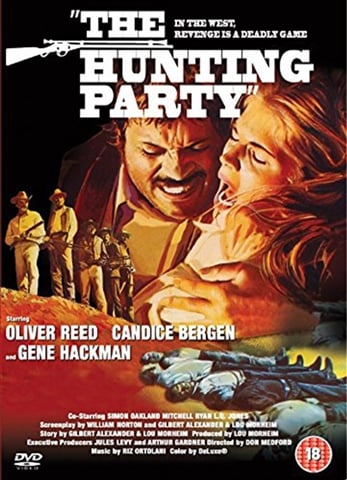 IN THE WEST,
REVENGE IS A DEADLY GAME
"THE
HUNTING
PARTY"
Starring
OLIVER REED CANDICE BERGEN
and GENE HACKMAN
Co-Starring SIMON OAKLAND MITCHELL RYAN L.Q. JONES
Screenplay by WILLIAM NORTON and GILBERT ALEXANDER & LOU MORHEIM
Story by GILBERT ALEXANDER & LOU MORHEIM Produced by LOU MORHEIM
Executive Producers JULES LEVY and ARTHUR GARDNER Directed by DON MEDFORD
Music by RIZ ORTOLANI Color by DeLuxe®
DVD
VIDEO
18